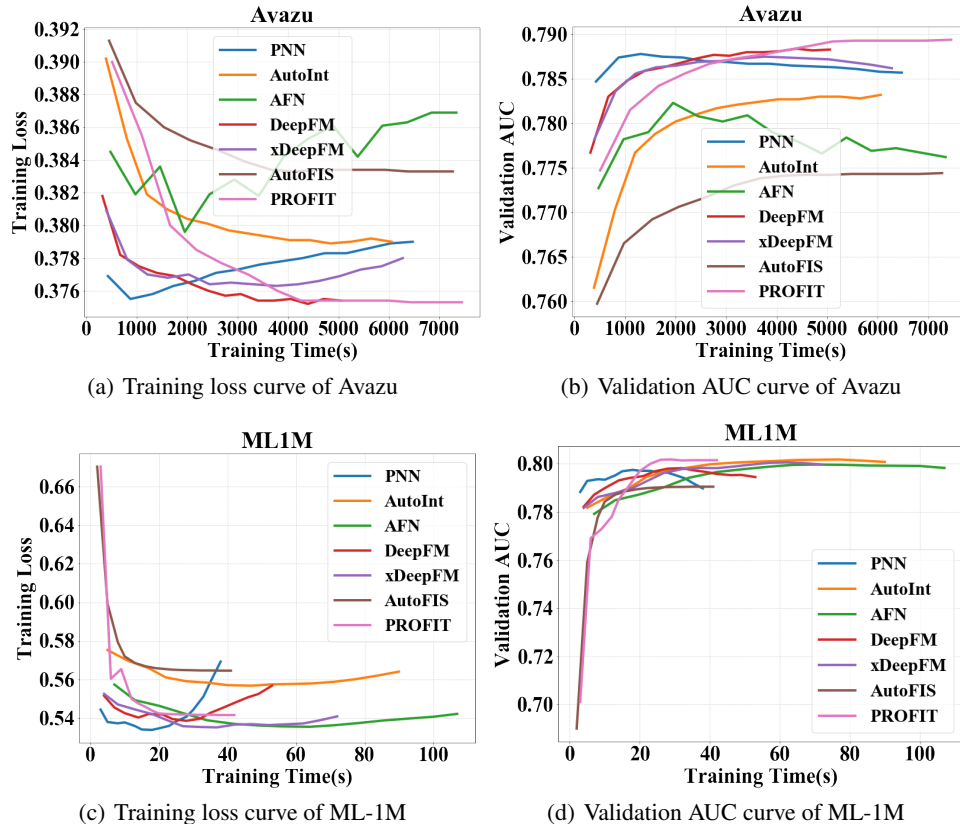 Avazu
0.392
0.390
0.388
0.386
0.384
0.382
0.380
0.378
0.376
Training Loss
PNN
AutoInt
AFN
DeepFM
xDeepFM
AutoFIS
PROFIT
0 1000 2000 3000 4000 5000 6000 7000
Training Time(s)
(a) Training loss curve of Avazu
Avazu
0.790
0.785
0.780
0.775
0.770
0.765
0.760
Validation AUC
PNN
AutoInt
AFN
DeepFM
xDeepFM
AutoFIS
PROFIT
0 1000 2000 3000 4000 5000 6000 7000
Training Time(s)
(b) Validation AUC curve of Avazu
ML1M
0.66
0.64
0.62
0.60
0.58
0.56
0.54
Training Loss
PNN
AutoInt
AFN
DeepFM
xDeepFM
AutoFIS
PROFIT
0 20 40 60 80 100
Training Time(s)
(c) Training loss curve of ML-1M
ML1M
0.80
0.78
0.76
0.74
0.72
0.70
Validation AUC
PNN
AutoInt
AFN
DeepFM
xDeepFM
AutoFIS
PROFIT
0 20 40 60 80 100
Training Time(s)
(d) Validation AUC curve of ML-1M